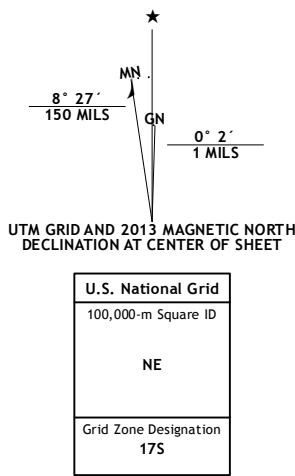 ★
MN
GN
8° 27´
150 MILS
0° 2´
1 MILS
UTM GRID AND 2013 MAGNETIC NORTH
DECLINATION AT CENTER OF SHEET
U.S. National Grid
100,000-m Square ID
NE
Grid Zone Designation
17S